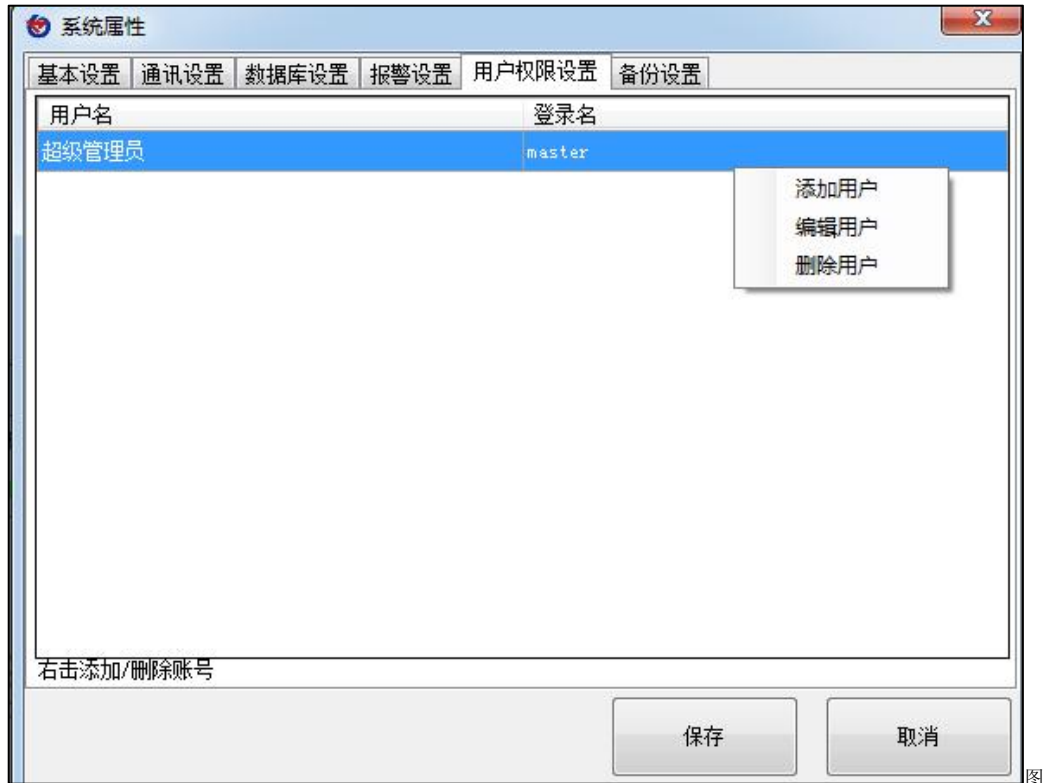 系统属性
基本设置 通讯设置 数据库设置 报警设置 用户权限设置 备份设置
用户名 登录名
超级管理员 master
添加用户
编辑用户
删除用户
右击添加/删除账号
保存 取消
图